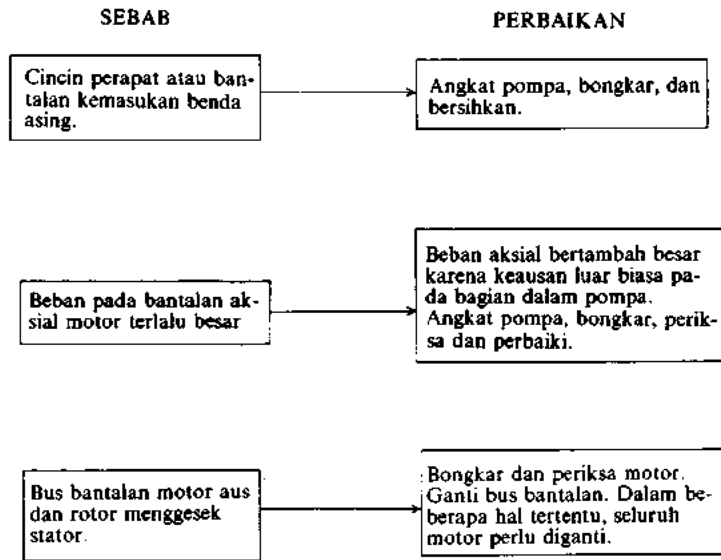 SEBAB
PERBAIKAN
Cincin perapat atau ban-
talan kemasukan benda
asing.
Angkat pompa, bongkar, dan
bersihkan.
Beban pada bantalan ak-
sial motor terlalu besar
Beban aksial bertambah besar
karena keausan luar biasa pa-
da bagian dalam pompa.
Angkat pompa, bongkar, perik-
sa dan perbaiki.
Bus bantalan motor aus
dan rotor menggesek
stator.
Bongkar dan periksa motor.
Ganti bus bantalan. Dalam be-
berapa hal tertentu, seluruh
motor perlu diganti.